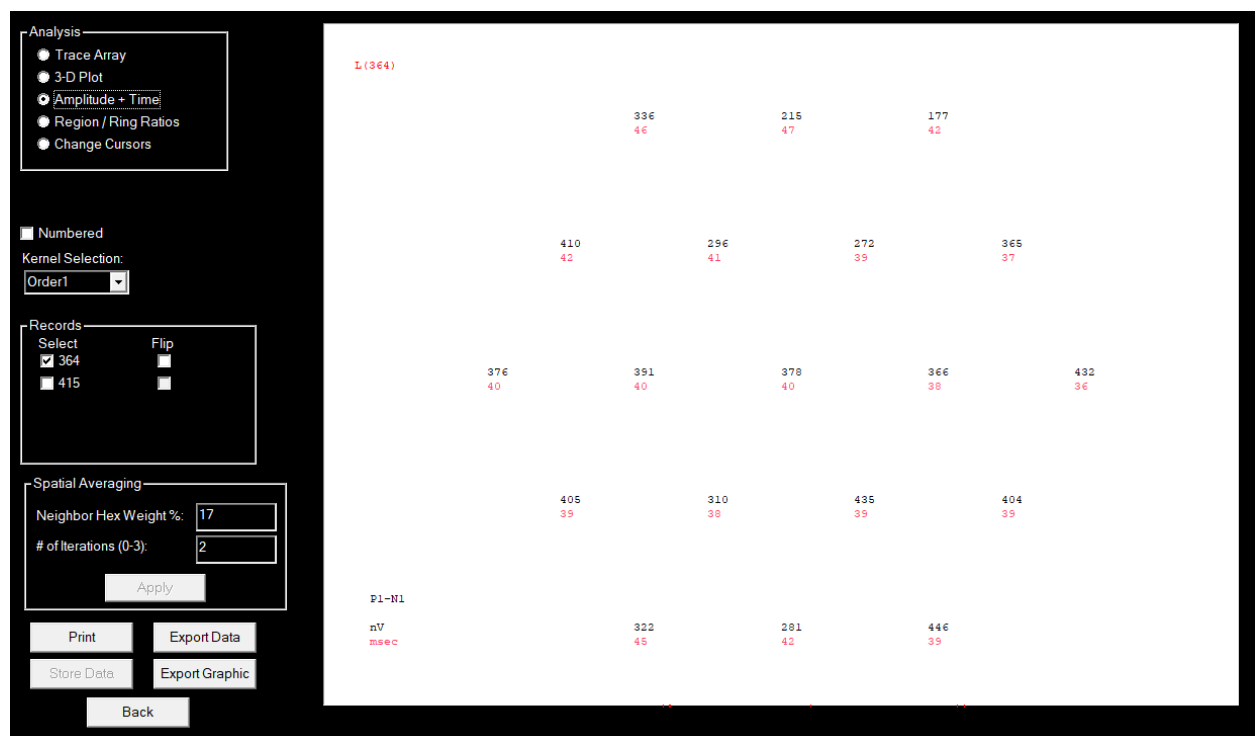 Analysis
Trace Array
3-D Plot
Amplitude + Time
Region / Ring Ratios
Change Cursors
Numbered
Kernel Selection:
Order1
Records
Select Flip
364
415
Spatial Averaging
Neighbor Hex Weight %: 17
# of Iterations (0-3): 2
Apply
Print Export Data
Store Data Export Graphic
Back
L(364)
336 215 177
46 47 42
410 296 272 365
42 41 39 37
376 391 378 366 432
40 40 40 38 36
405 310 435 404
39 38 39 39
P1-N1
nV 322 281 446
msec 45 42 39